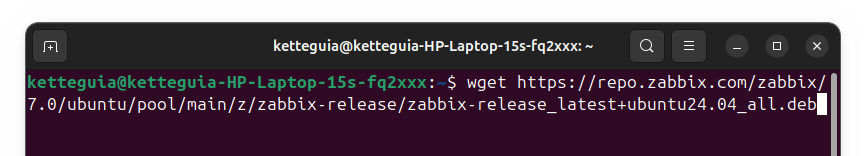 ketteguia@ketteguia-HP-Laptop-15s-fq2xxx: ~
ketteguia@ketteguia-HP-Laptop-15s-fq2xxx:~$ wget https://repo.zabbix.com/zabbix/
7.0/ubuntu/pool/main/z/zabbix-release/zabbix-release_latest+ubuntu24.04_all.deb